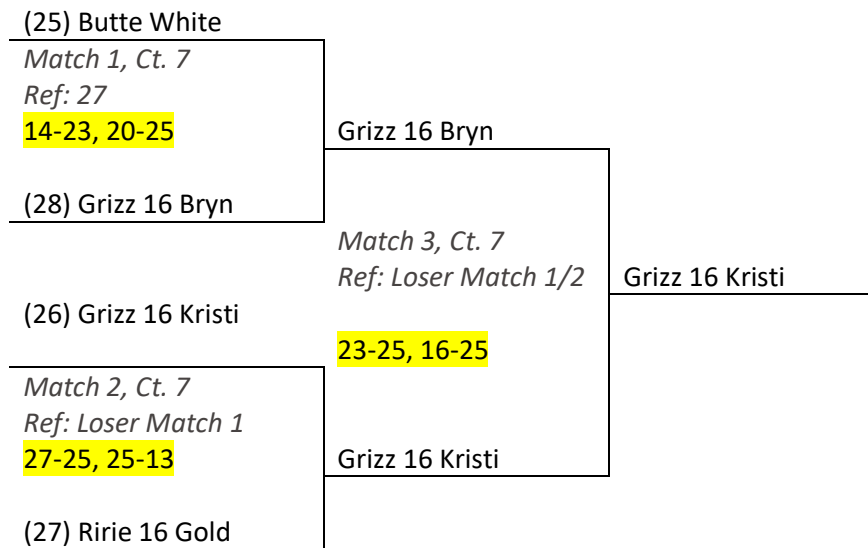 (25) Butte White
Match 1, Ct. 7
Ref: 27
14-23, 20-25
Grizz 16 Bryn
(28) Grizz 16 Bryn
Match 3, Ct. 7
Ref: Loser Match 1/2
Grizz 16 Kristi
(26) Grizz 16 Kristi
23-25, 16-25
Match 2, Ct. 7
Ref: Loser Match 1
27-25, 25-13
Grizz 16 Kristi
(27) Ririe 16 Gold